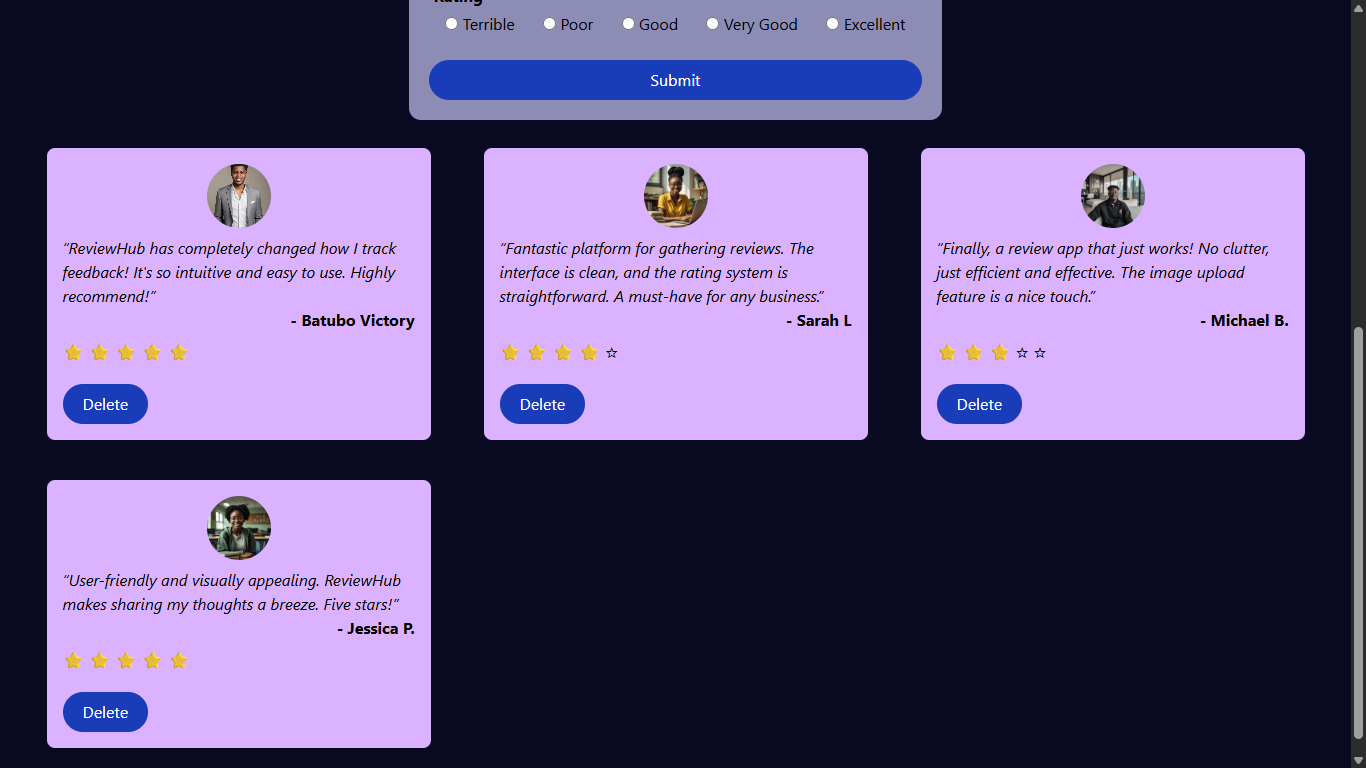 Rating
Terrible Poor Good Very Good Excellent
Submit
“ReviewHub has completely changed how I track
feedback! It's so intuitive and easy to use. Highly
recommend!”
- Batubo Victory
Delete
“Fantastic platform for gathering reviews. The
interface is clean, and the rating system is
straightforward. A must-have for any business.”
- Sarah L
Delete
“Finally, a review app that just works! No clutter,
just efficient and effective. The image upload
feature is a nice touch.”
- Michael B.
Delete
“User-friendly and visually appealing. ReviewHub
makes sharing my thoughts a breeze. Five stars!”
- Jessica P.
Delete